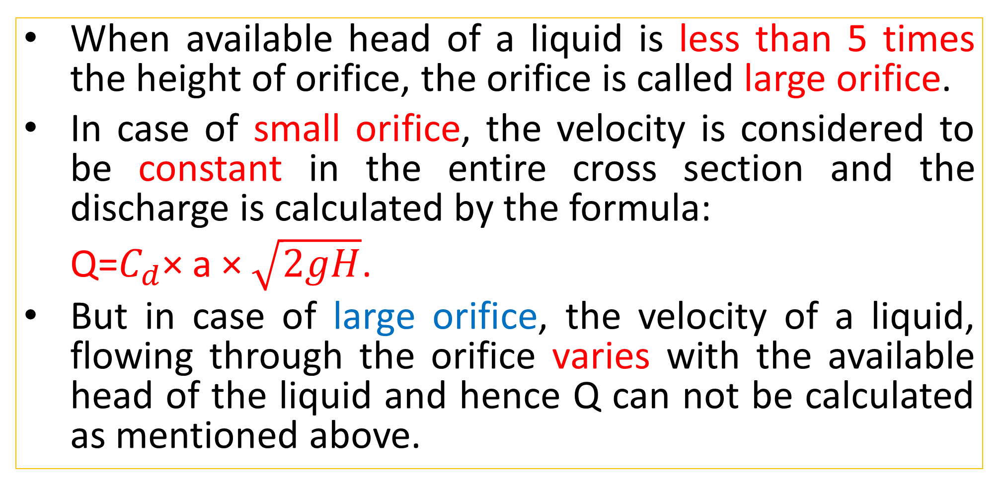 • When available head of a liquid is less than 5 times
the height of orifice, the orifice is called large orifice.
• In case of small orifice, the velocity is considered to
be constant in the entire cross section and the
discharge is calculated by the formula:
Q=C_d× a × √2gH.
• But in case of large orifice, the velocity of a liquid,
flowing through the orifice varies with the available
head of the liquid and hence Q can not be calculated
as mentioned above.